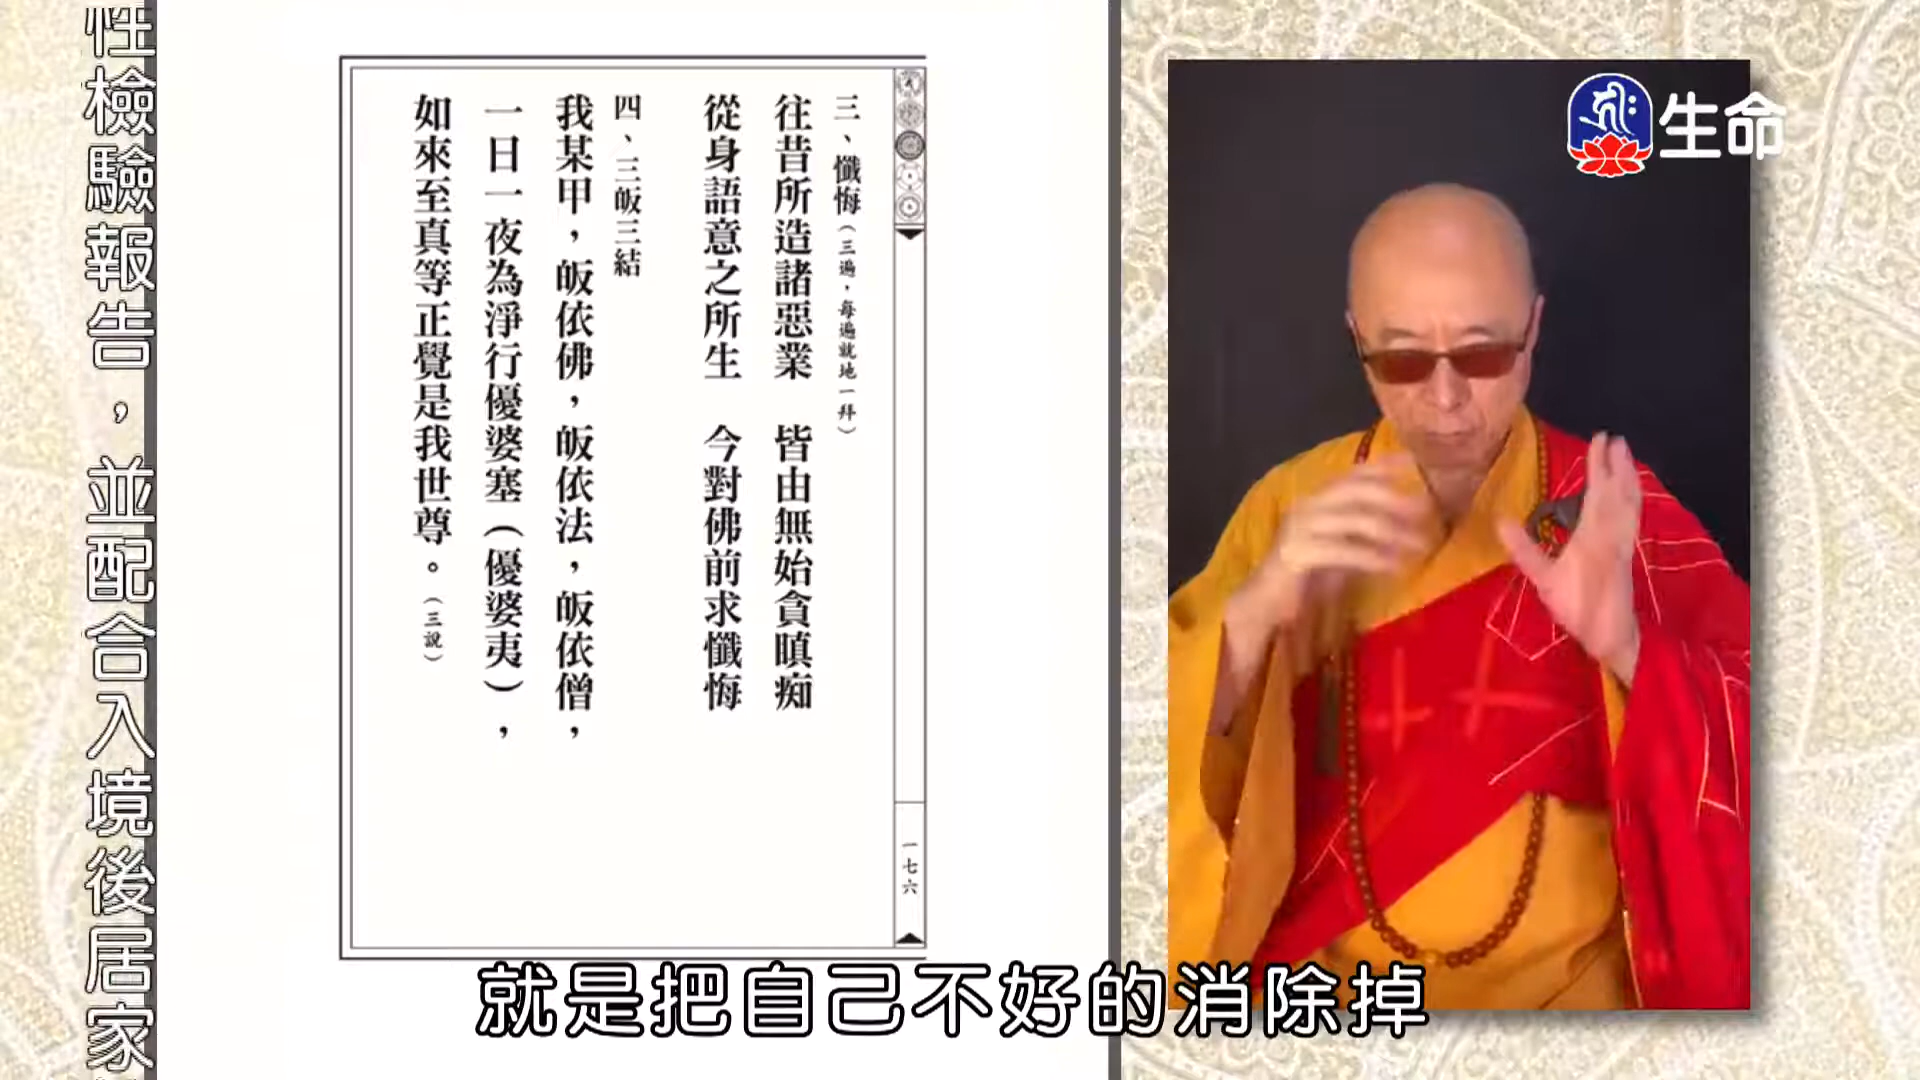 性檢驗報告，並配合入境後居家
三、懺悔（三遍，每遍就地一拜）
往昔所造諸惡業　皆由無始貪瞋痴
從身語意之所生　今對佛前求懺悔
四、三皈三結
我某甲，皈依佛，皈依法，皈依僧，
一日一夜為淨行優婆塞（優婆夷），
如來至真等正覺是我世尊。（三說）
一七六
生命
就是把自己不好的消除掉